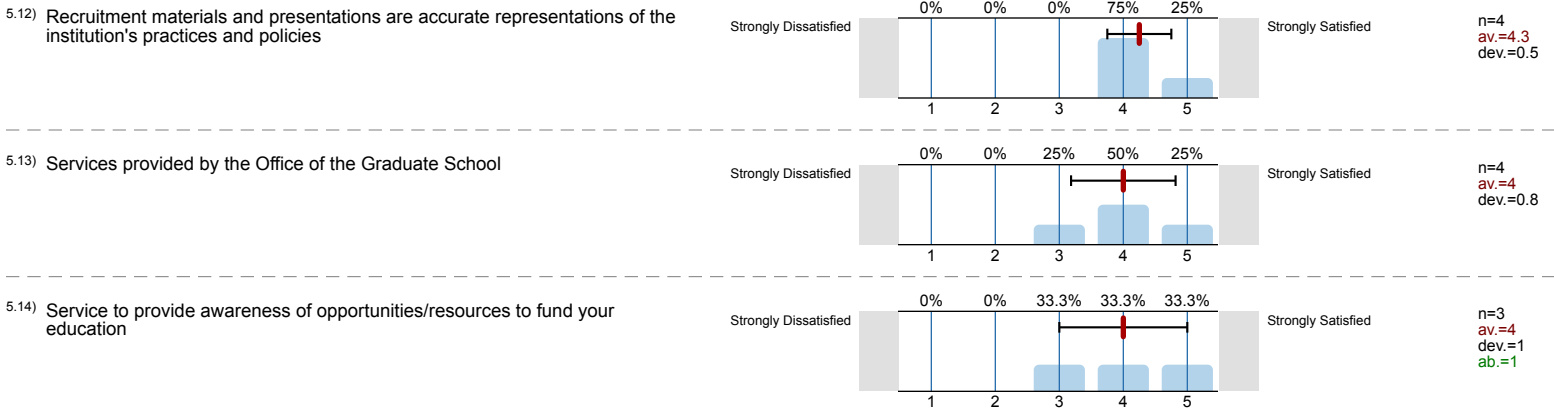 5.12) Recruitment materials and presentations are accurate representations of the
institution's practices and policies
0% 0% 0% 75% 25%
Strongly Dissatisfied Strongly Satisfied
1 2 3 4 5
n=4
av.=4.3
dev.=0.5
5.13) Services provided by the Office of the Graduate School
0% 0% 25% 50% 25%
Strongly Dissatisfied Strongly Satisfied
1 2 3 4 5
n=4
av.=4
dev.=0.8
5.14) Service to provide awareness of opportunities/resources to fund your
education
0% 0% 33.3% 33.3% 33.3%
Strongly Dissatisfied Strongly Satisfied
1 2 3 4 5
n=3
av.=4
dev.=1
ab.=1